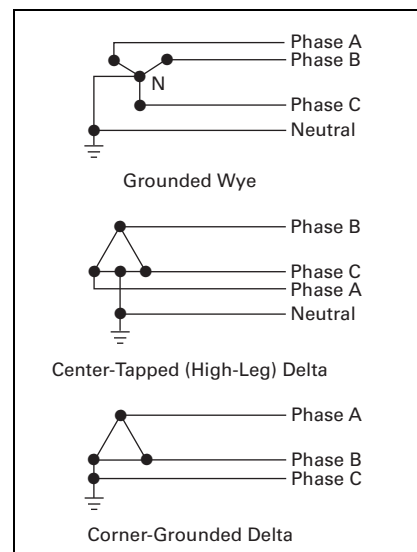 Phase A
Phase B
N
Phase C
Neutral
Grounded Wye
Phase B
Phase C
Phase A
Neutral
Center-Tapped (High-Leg) Delta
Phase A
Phase B
Phase C
Corner-Grounded Delta